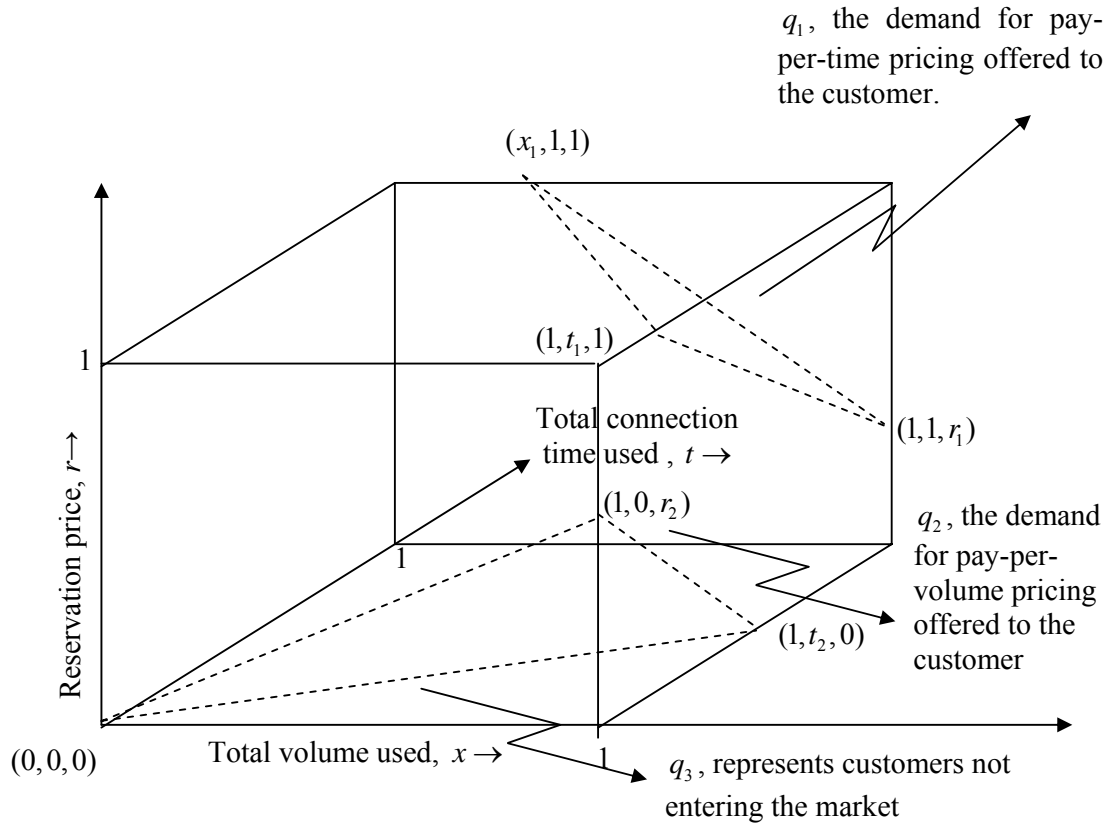 q₁, the demand for pay-
per-time pricing offered to
the customer.
(x₁,1,1)
1
(1,t₁,1)
Total connection
time used , t →
(1,1,r₁)
Reservation price, r→
(1,0,r₂)
1
q₂, the demand
for pay-per-
volume pricing
offered to the
customer
(1,t₂,0)
(0,0,0)
Total volume used, x →
1
q₃, represents customers not
entering the market